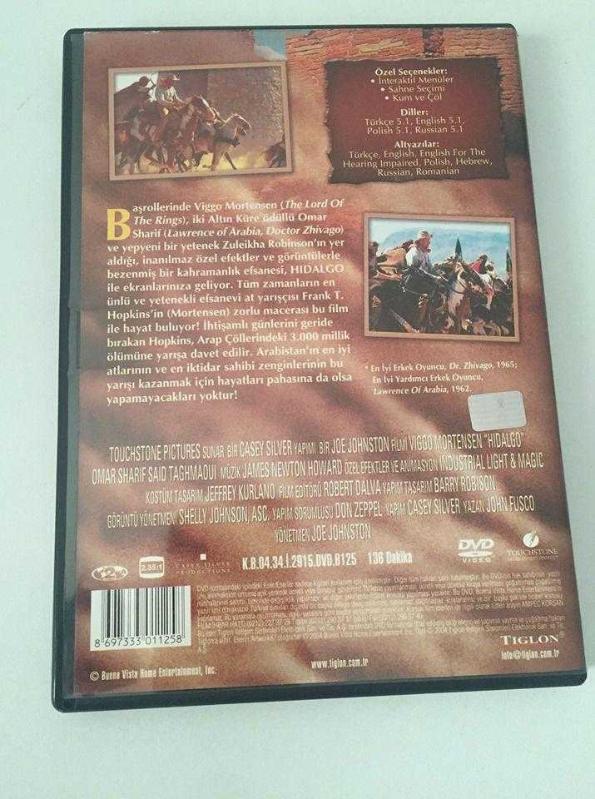 Özel Seçenekler:
• İnteraktif Menüler
• Sahne Seçimi
• Kum ve Çöl
Diller:
Türkçe 5.1, English 5.1,
Polish 5.1, Russian 5.1
Altyazılar:
Türkçe, English, English For The
Hearing Impaired, Polish, Hebrew,
Russian, Romanian
Başrollerinde Viggo Mortensen (The Lord Of
The Rings), iki Altın Küre ödüllü Omar
Sharif (Lawrence of Arabia, Doctor Zhivago)
ve yepyeni bir yetenek Zuleikha Robinson'ın yer
aldığı, inanılmaz özel efektler ve görüntülerle
bezenmiş bir kahramanlık efsanesi, HIDALGO
ile ekranlarınıza geliyor. Tüm zamanların en
ünlü ve yetenekli efsanevi at yarışçısı Frank T.
Hopkins'in (Mortensen) zorlu macerası bu film
ile hayat buluyor! İhtişamlı günlerini geride
bırakan Hopkins, Arap Çöllerindeki 3.000 millik
ölümüne yarışa davet edilir. Arabistan'ın en iyi
atlarının ve en iktidar sahibi zenginlerinin bu
yarışı kazanmak için hayatları pahasına da olsa
yapamayacakları yoktur!
* En İyi Erkek Oyuncu, Dr. Zhivago, 1965;
En İyi Yardımcı Erkek Oyuncu,
Lawrence Of Arabia, 1962.
TOUCHSTONE PICTURES SUNAR BİR CASEY SILVER YAPIMI BİR JOE JOHNSTON FİLMİ VIGGO MORTENSEN "HIDALGO"
OMAR SHARIF SAID TAGHMAOUI MÜZİK JAMES NEWTON HOWARD ÖZEL EFEKTLER VE ANİMASYON INDUSTRIAL LIGHT & MAGIC
KOSTÜM TASARIM JEFFREY KURLAND FİLM EDİTÖRÜ ROBERT DALVA YAPIM TASARIM BARRY ROBISON
GÖRÜNTÜ YÖNETMENİ SHELLY JOHNSON, ASC. YAPIM SORUMLUSU DON ZEPPEL YAPIM CASEY SILVER YAZAN JOHN FUSCO
YÖNETMEN JOE JOHNSTON
2.35:1
CASEY SILVER
PRODUCTIONS
K.B.04.34.İ.2915.DVD.B125 136 Dakika
DVD
VIDEO
TOUCHSTONE
8 697333 011258
TIGLON
© Buena Vista Home Entertainment, Inc.
www.tiglon.com.tr
info@tiglon.com.tr